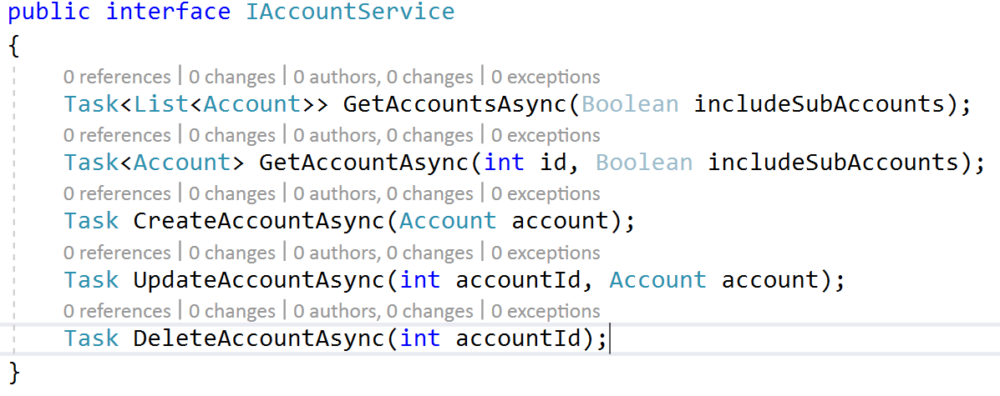 public interface IAccountService
{
0 references | 0 changes | 0 authors, 0 changes | 0 exceptions
Task<List<Account>> GetAccountsAsync(Boolean includeSubAccounts);
0 references | 0 changes | 0 authors, 0 changes | 0 exceptions
Task<Account> GetAccountAsync(int id, Boolean includeSubAccounts);
0 references | 0 changes | 0 authors, 0 changes | 0 exceptions
Task CreateAccountAsync(Account account);
0 references | 0 changes | 0 authors, 0 changes | 0 exceptions
Task UpdateAccountAsync(int accountId, Account account);
0 references | 0 changes | 0 authors, 0 changes | 0 exceptions
Task DeleteAccountAsync(int accountId);
}